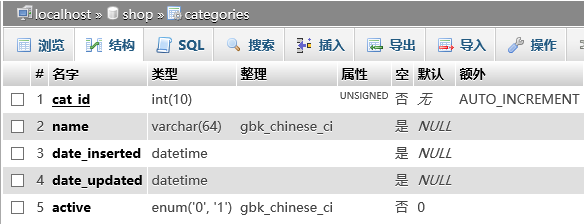 localhost » shop » categories
浏览 结构 SQL 搜索 插入 导出 导入 操作
# 名字 类型 整理 属性 空 默认 额外
1 cat_id int(10) UNSIGNED 否 无 AUTO_INCREMENT
2 name varchar(64) gbk_chinese_ci 是 NULL
3 date_inserted datetime 是 NULL
4 date_updated datetime 是 NULL
5 active enum('0', '1') gbk_chinese_ci 否 0